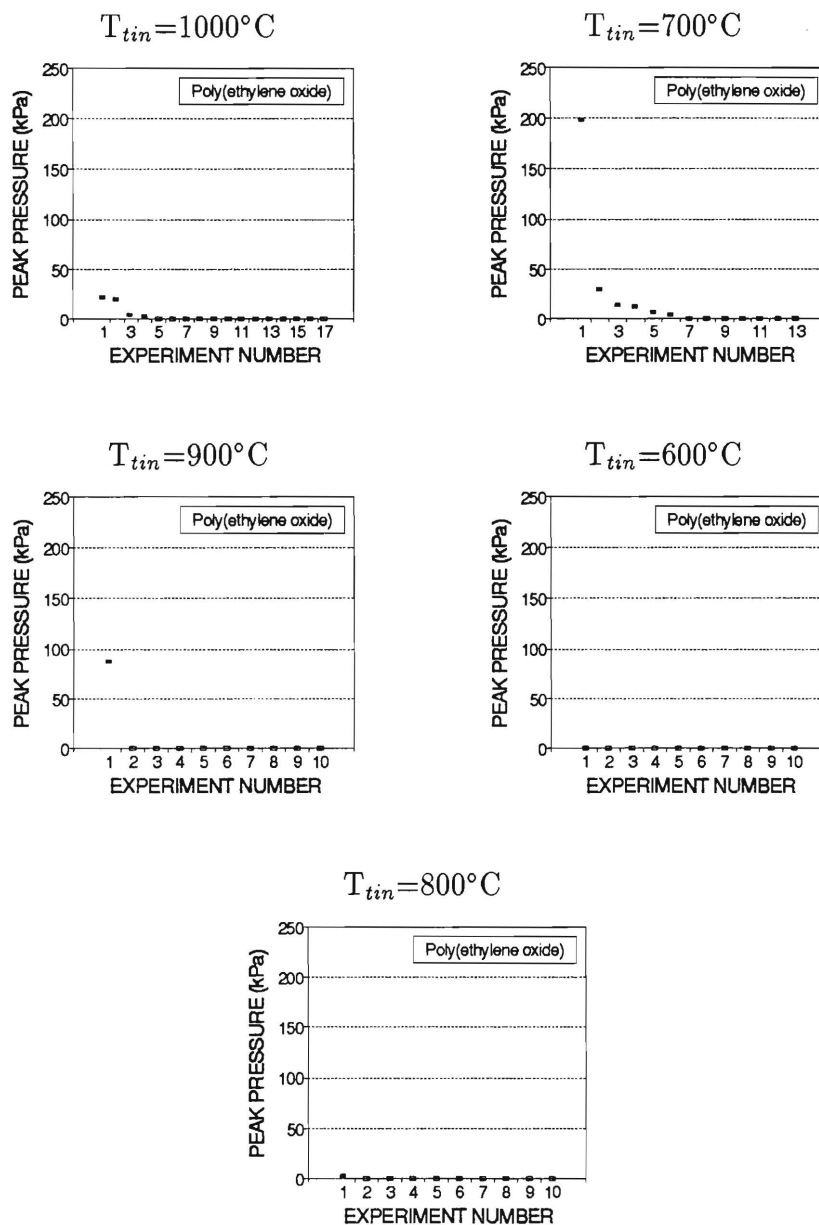 T_tin=1000°C
250
200
150
100
50
0
PEAK PRESSURE (kPa)
Poly(ethylene oxide)
1 3 5 7 9 11 13 15 17
EXPERIMENT NUMBER
T_tin=700°C
250
200
150
100
50
0
PEAK PRESSURE (kPa)
Poly(ethylene oxide)
1 3 5 7 9 11 13
EXPERIMENT NUMBER
T_tin=900°C
250
200
150
100
50
0
PEAK PRESSURE (kPa)
Poly(ethylene oxide)
1 2 3 4 5 6 7 8 9 10
EXPERIMENT NUMBER
T_tin=600°C
250
200
150
100
50
0
PEAK PRESSURE (kPa)
Poly(ethylene oxide)
1 2 3 4 5 6 7 8 9 10
EXPERIMENT NUMBER
T_tin=800°C
250
200
150
100
50
0
PEAK PRESSURE (kPa)
Poly(ethylene oxide)
1 2 3 4 5 6 7 8 9 10
EXPERIMENT NUMBER